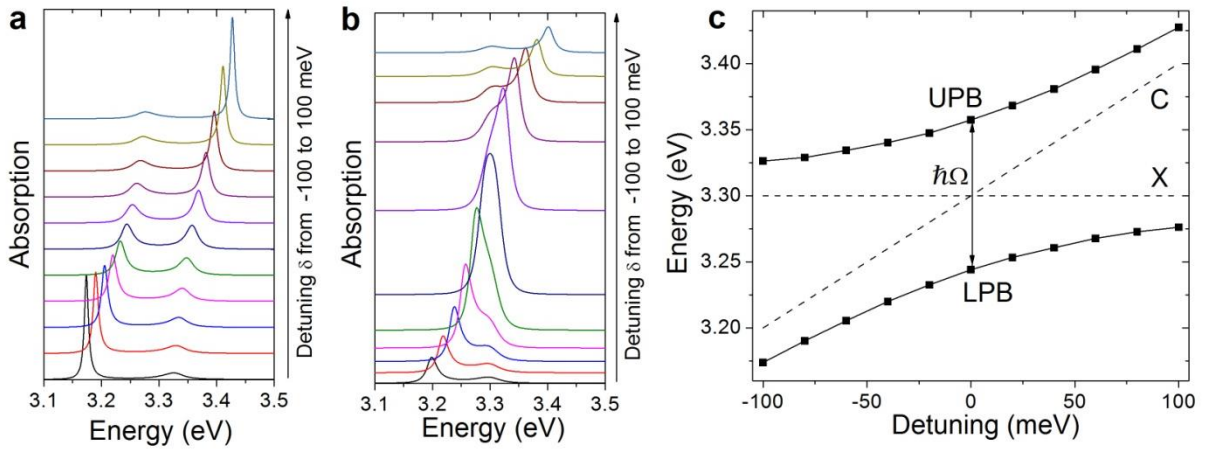 a
Absorption
3.1 3.2 3.3 3.4 3.5
Energy (eV)
Detuning δ from -100 to 100 meV
b
Absorption
3.1 3.2 3.3 3.4 3.5
Energy (eV)
Detuning δ from -100 to 100 meV
c
Energy (eV)
3.40
3.35
3.30
3.25
3.20
UPB
C
X
ℏΩ
LPB
-100 -50 0 50 100
Detuning (meV)